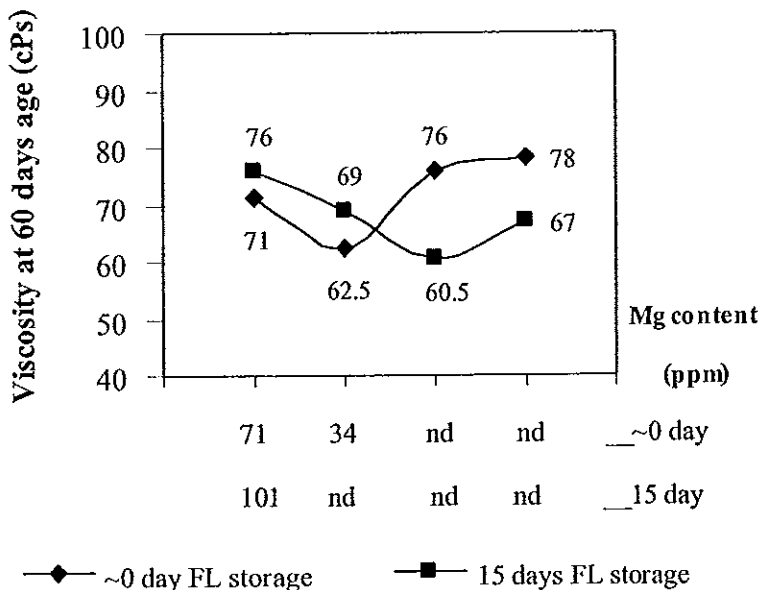 Viscosity at 60 days age (cPs)
100
90
80
70
60
50
40
76
71
69
62.5
76
60.5
78
67
Mg content
(ppm)
71 34 nd nd __~0 day
101 nd nd nd __15 day
~0 day FL storage 15 days FL storage